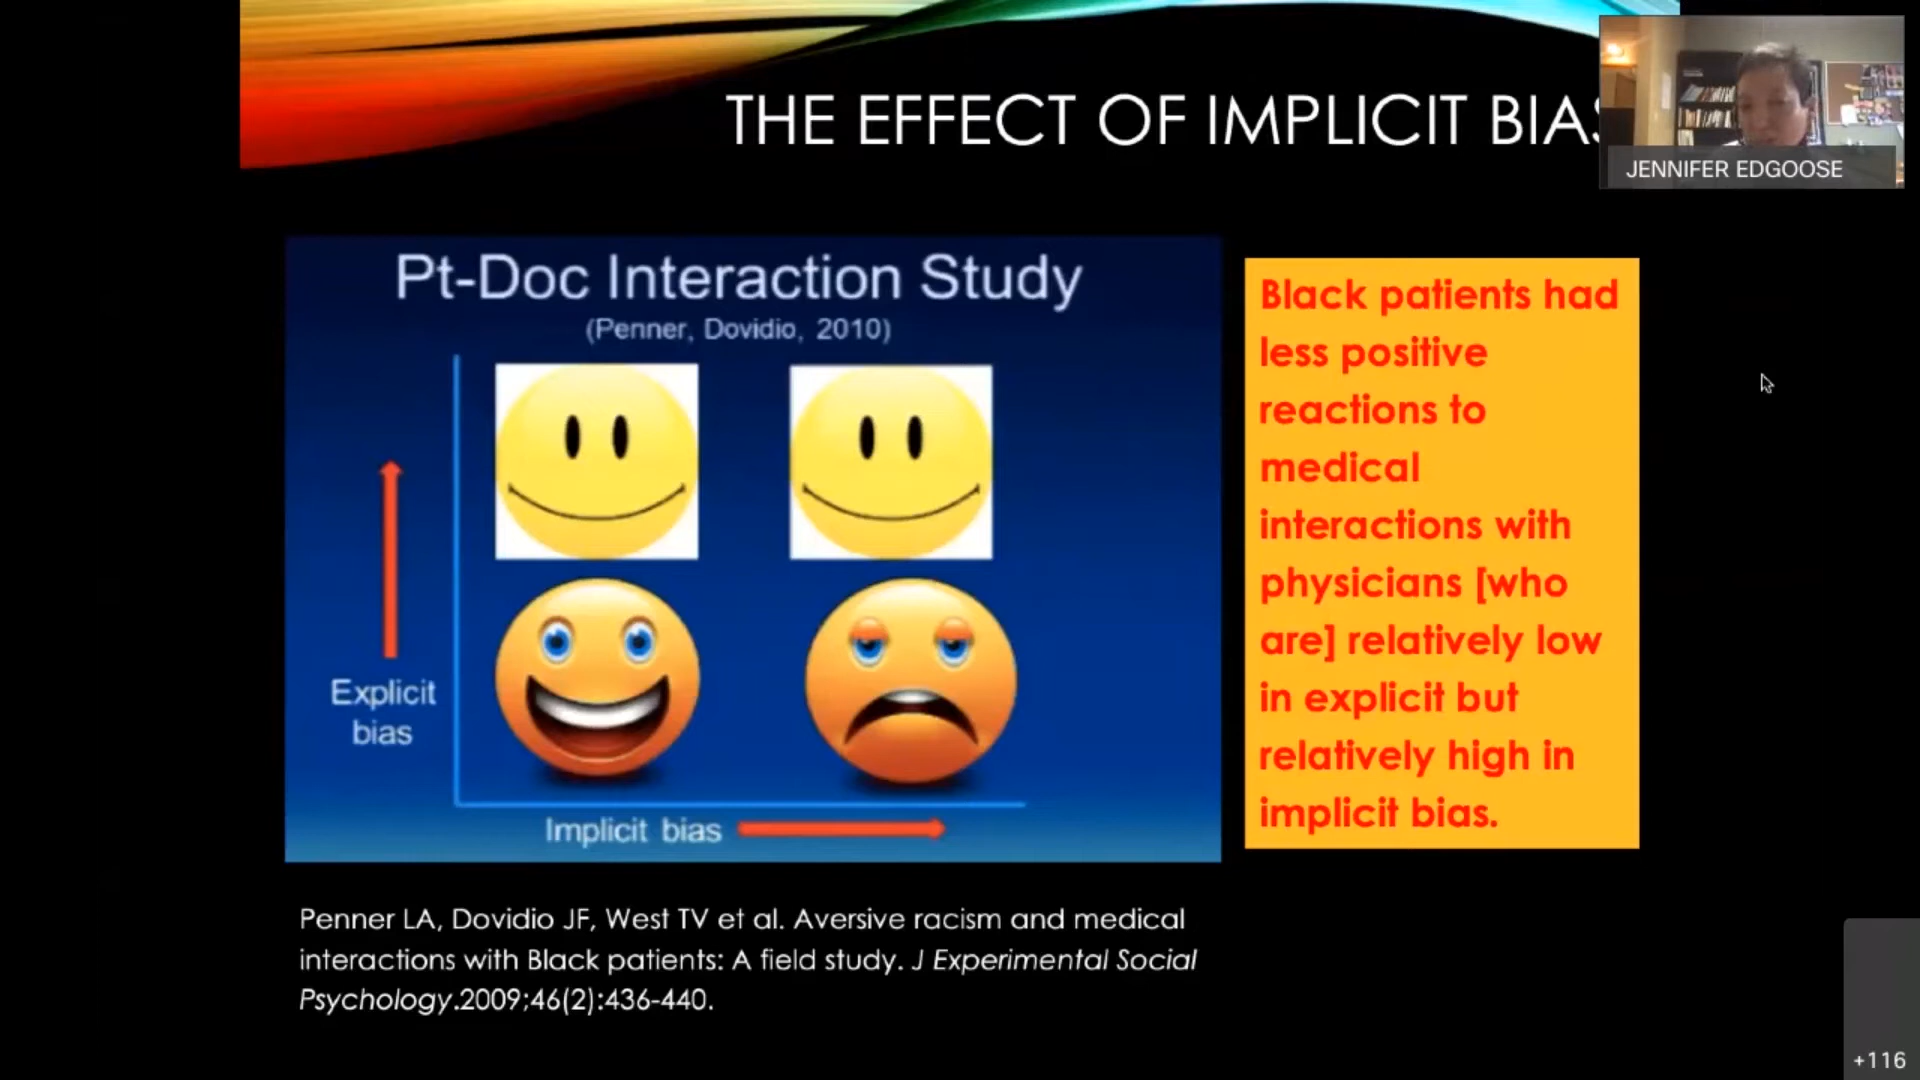 THE EFFECT OF IMPLICIT BIAS
JENNIFER EDGOOSE
Pt-Doc Interaction Study
(Penner, Dovidio, 2010)
Explicit
bias
Implicit bias
Black patients had
less positive
reactions to
medical
interactions with
physicians [who
are] relatively low
in explicit but
relatively high in
implicit bias.
Penner LA, Dovidio JF, West TV et al. Aversive racism and medical
interactions with Black patients: A field study. J Experimental Social
Psychology.2009;46(2):436-440.
+116